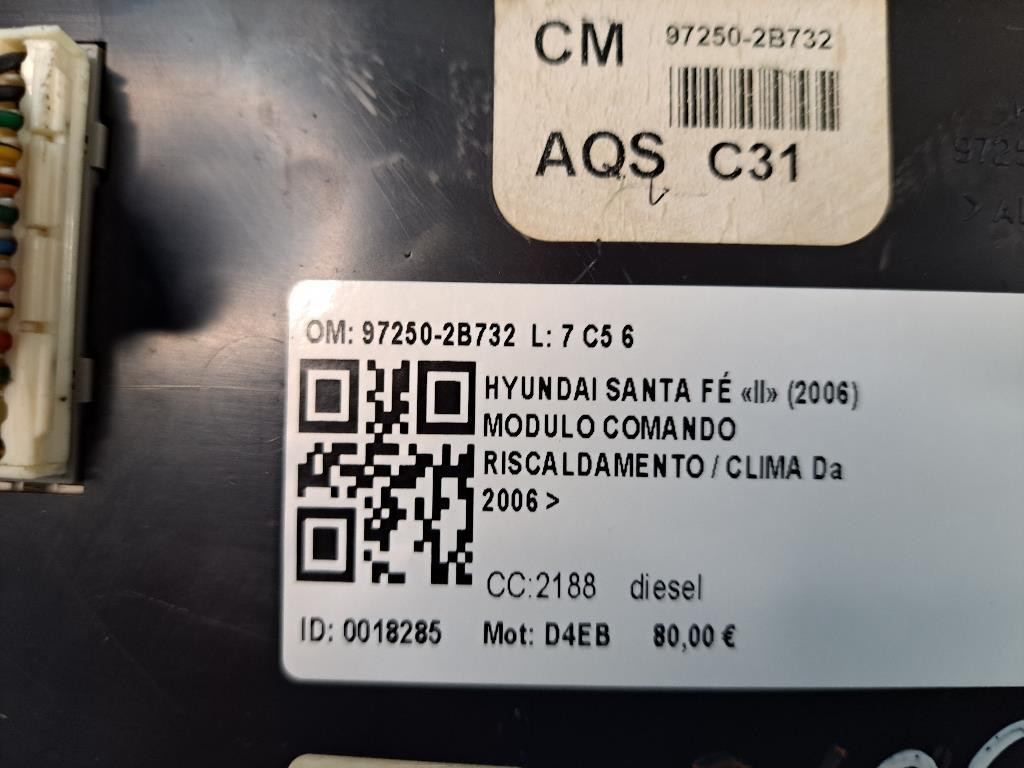 CM 97250-2B732
AQS C31
9725
OM: 97250-2B732 L: 7 C5 6
HYUNDAI SANTA FÉ «II» (2006)
MODULO COMANDO
RISCALDAMENTO / CLIMA Da
2006 >
CC:2188 diesel
ID: 0018285 Mot: D4EB 80,00 €